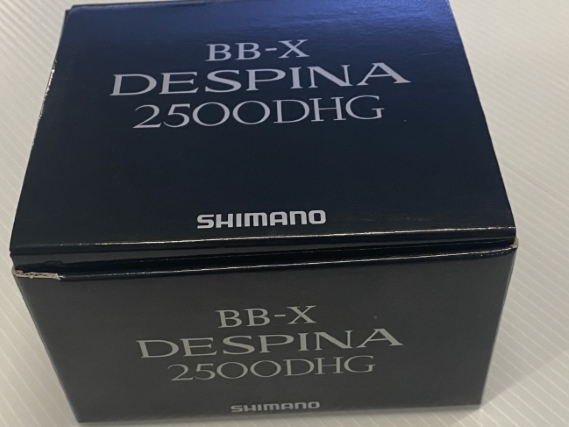 BB-X
DESPINA
2500DHG
SHIMANO
BB-X
DESPINA
2500DHG
SHIMANO